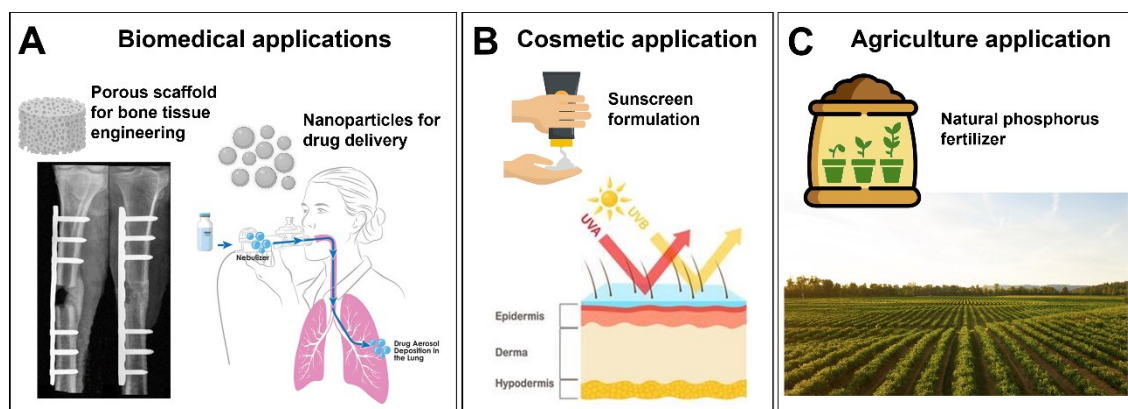 A
Biomedical applications
Porous scaffold
for bone tissue
engineering
Nanoparticles for
drug delivery
Nebulizer
Drug Aerosol
Deposition in
the Lung
B
Cosmetic application
Sunscreen
formulation
UVA
UVB
Epidermis
Derma
Hypodermis
C
Agriculture application
Natural phosphorus
fertilizer